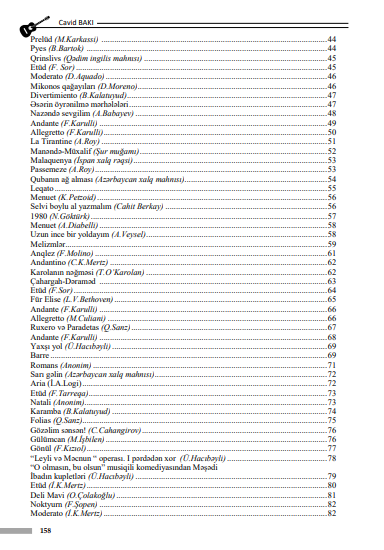 Cavid BAKI
Prelüd (M.Karkassi) 44
Pyes (B.Bartok) 44
Qrinslivs (Qədim ingilis mahnısı) 45
Etüd (F. Sor) 45
Moderato (D.Aquado) 46
Mikonos qağayıları (D.Moreno) 46
Divertimiento (B.Kalatuyud) 47
Əsərin öyrənilmə mərhələləri 47
Nazəndə sevgilim (A.Babayev) 48
Andante (F.Karulli) 49
Allegretto (F.Karulli) 50
La Tirantine (A.Roy) 51
Manəndə-Müxalif (Şur muğamı) 52
Malaquenya (İspan xalq rəqsi) 53
Passemeze (A.Roy) 53
Qubanın ağ alması (Azərbaycan xalq mahnısı) 54
Leqato 55
Menuet (K.Petzold) 56
Selvi boylu al yazmalım (Cahit Berkay) 56
1980 (N.Göktürk) 57
Menuet (A.Diabelli) 58
Uzun ince bir yoldayım (A.Veysel) 58
Melizmlər 59
Anqlez (F.Molino) 61
Andantino (C.K.Mertz) 62
Karolanın nəğməsi (T.O'Karolan) 62
Çahargah-Dəraməd 63
Etüd (F.Sor) 64
Für Elise (L.V.Bethoven) 65
Andante (F.Karulli) 66
Allegretto (M.Culiani) 66
Ruxero və Paradetas (Q.Sanz) 67
Andante (F.Karulli) 68
Yaxşı yol (Ü.Hacıbəyli) 69
Barre 69
Romans (Anonim) 71
Sarı gəlin (Azərbaycan xalq mahnısı) 72
Aria (İ.A.Logi) 72
Etüd (F.Tarreqa) 73
Natali (Anonim) 73
Karamba (B.Kalatuyud) 74
Folias (Q.Sanz) 75
Gözəlim sənsən! (C.Cahangirov) 76
Gülümcan (M.İşbilen) 76
Gönül (F.Kızıol) 77
“Leyli və Məcnun “ operası. I pərdədən xor (Ü.Hacıbəyli) 78
“O olmasın, bu olsun” musiqili komediyasından Məşədi
İbadın kupletləri (Ü.Hacıbəyli) 79
Etüd (İ.K.Mertz) 80
Deli Mavi (O.Çolakoğlu) 81
Noktyurn (F.Şopen) 82
Moderato (İ.K.Mertz) 82
158